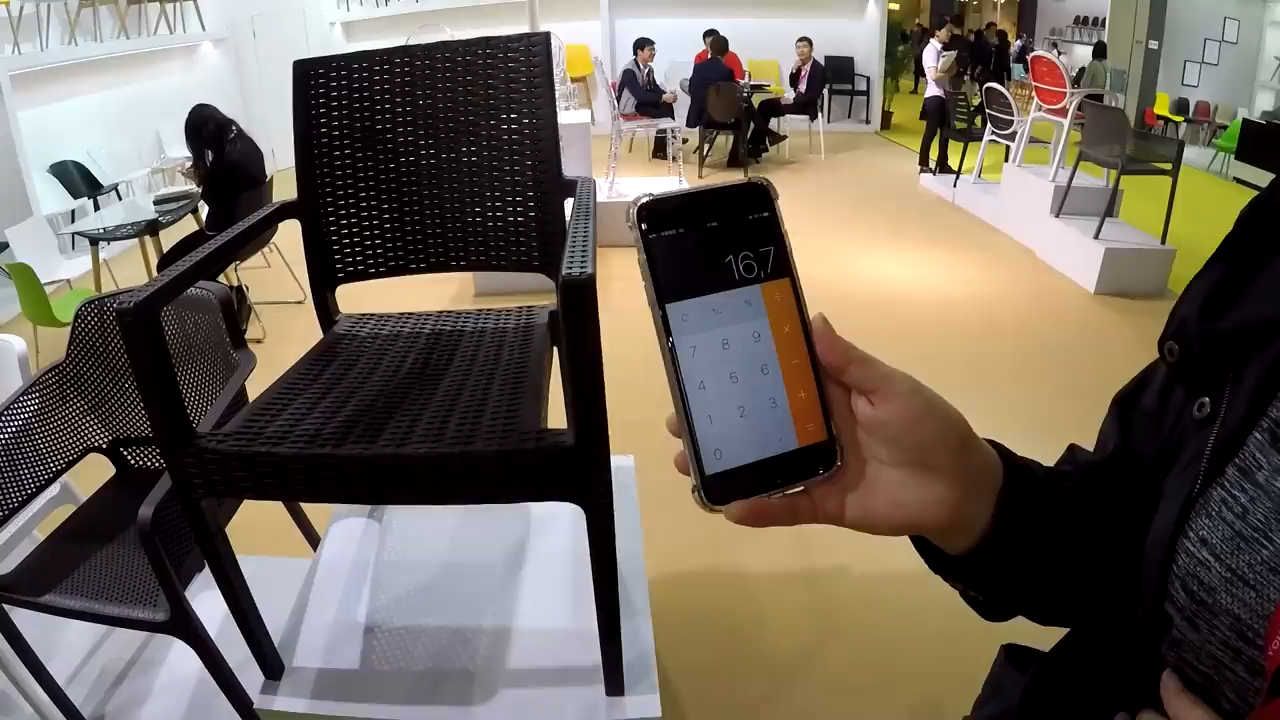 16,7
C +/- % ÷
7 8 9 ×
4 5 6 −
1 2 3 +
0 , =